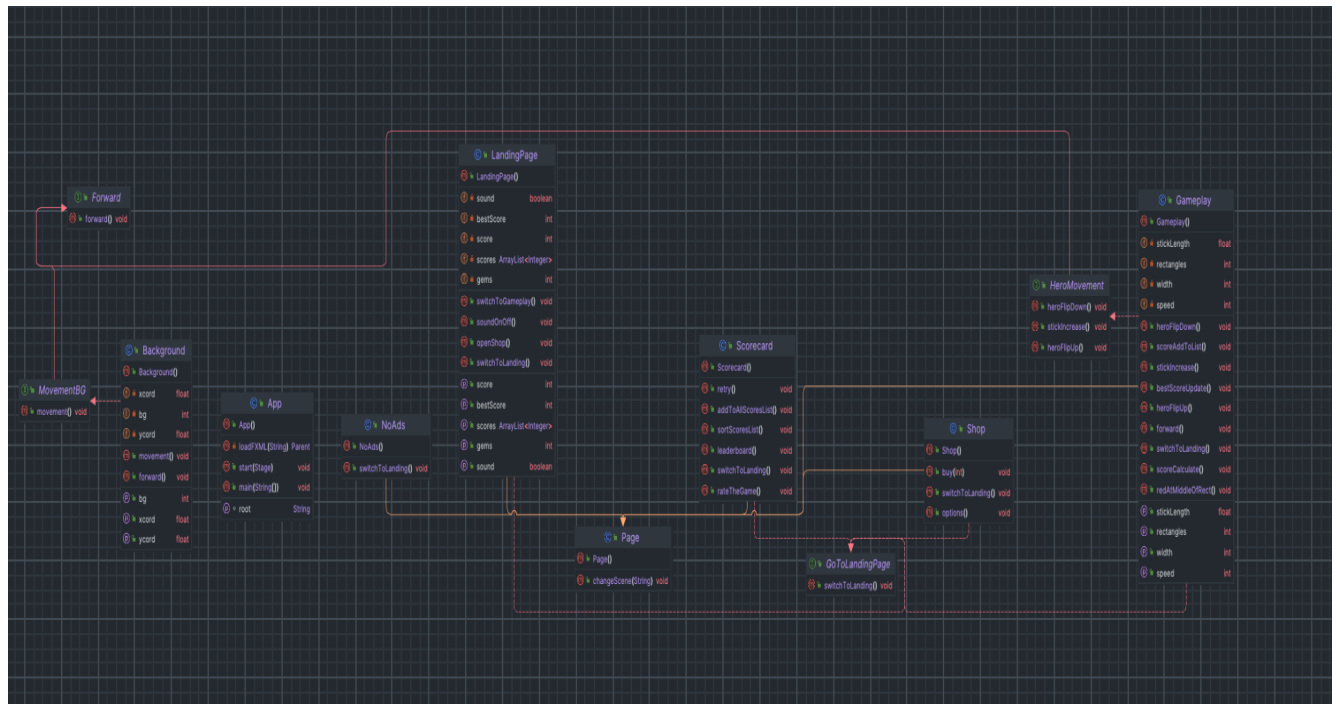 LandingPage
LandingPage()
sound boolean
bestScore int
score int
scores ArrayList<Integer>
gems int
switchToGameplay() void
soundOnOff() void
openShop() void
switchToLanding() void
score int
bestScore int
scores ArrayList<Integer>
gems int
sound boolean
Forward
forward() void
Gameplay
Gameplay()
stickLength float
rectangles int
width int
speed int
heroFlipDown() void
scoreAddToList() void
stickIncrease() void
bestScoreUpdate() void
heroFlipUp() void
forward() void
switchToLanding() void
scoreCalculate() void
redAtMiddleOfRect() void
stickLength float
rectangles int
width int
speed int
HeroMovement
heroFlipDown() void
stickIncrease() void
heroFlipUp() void
Background
Background()
xcord float
bg int
ycord float
movement() void
forward() void
bg int
xcord float
ycord float
MovementBG
movement() void
App
App()
loadFXML(String) Parent
start(Stage) void
main(String[]) void
root String
NoAds
NoAds()
switchToLanding() void
Scorecard
Scorecard()
retry() void
addToAllScoresList() void
sortScoresList() void
leaderboard() void
switchToLanding() void
rateTheGame() void
Shop
Shop()
buy(int) void
switchToLanding() void
options() void
Page
Page()
changeScene(String) void
GoToLandingPage
switchToLanding() void